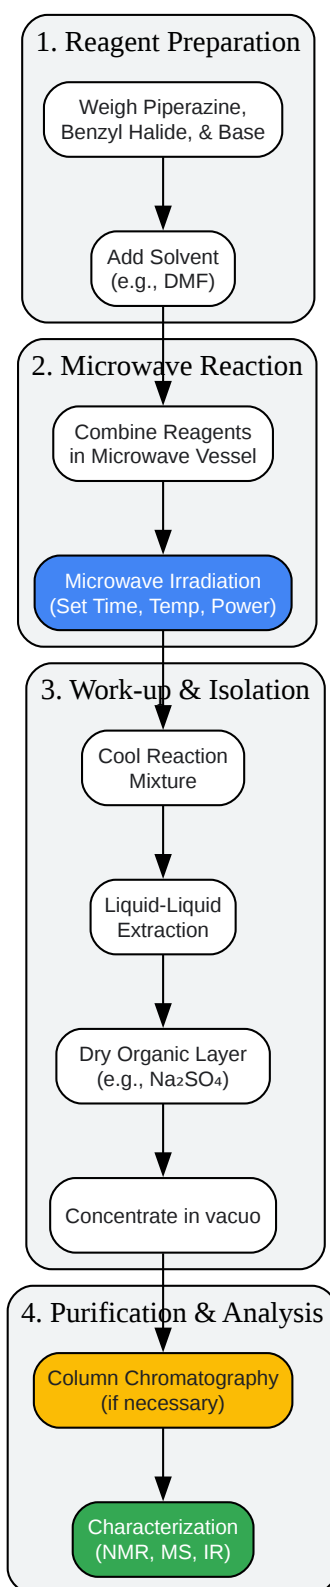 1. Reagent Preparation
Weigh Piperazine,
Benzyl Halide, & Base
Add Solvent
(e.g., DMF)
2. Microwave Reaction
Combine Reagents
in Microwave Vessel
Microwave Irradiation
(Set Time, Temp, Power)
3. Work-up & Isolation
Cool Reaction
Mixture
Liquid-Liquid
Extraction
Dry Organic Layer
(e.g., Na₂SO₄)
Concentrate in vacuo
4. Purification & Analysis
Column Chromatography
(if necessary)
Characterization
(NMR, MS, IR)